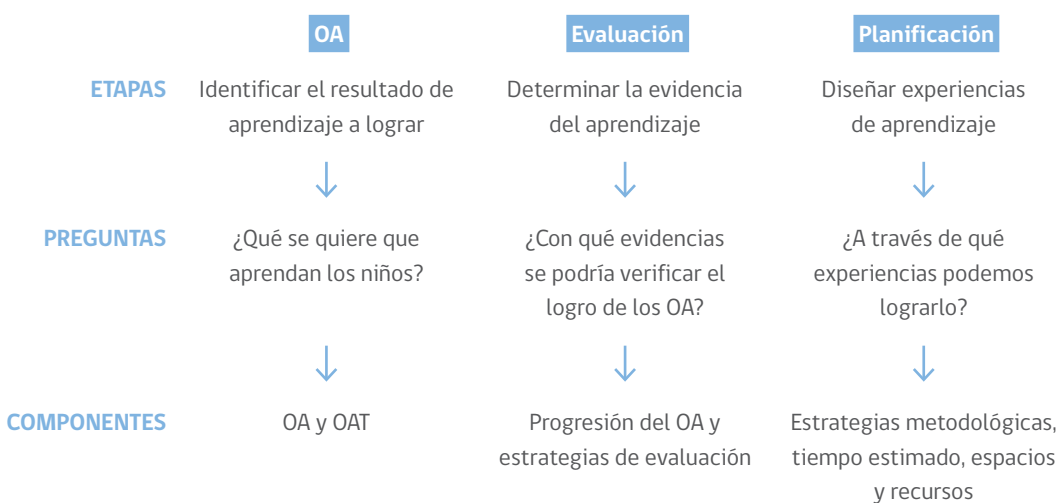 OA
Evaluación
Planificación
ETAPAS
Identificar el resultado de
aprendizaje a lograr
Determinar la evidencia
del aprendizaje
Diseñar experiencias
de aprendizaje
PREGUNTAS
¿Qué se quiere que
aprendan los niños?
¿Con qué evidencias
se podría verificar el
logro de los OA?
¿A través de qué
experiencias podemos
lograrlo?
COMPONENTES
OA y OAT
Progresión del OA y
estrategias de evaluación
Estrategias metodológicas,
tiempo estimado, espacios
y recursos